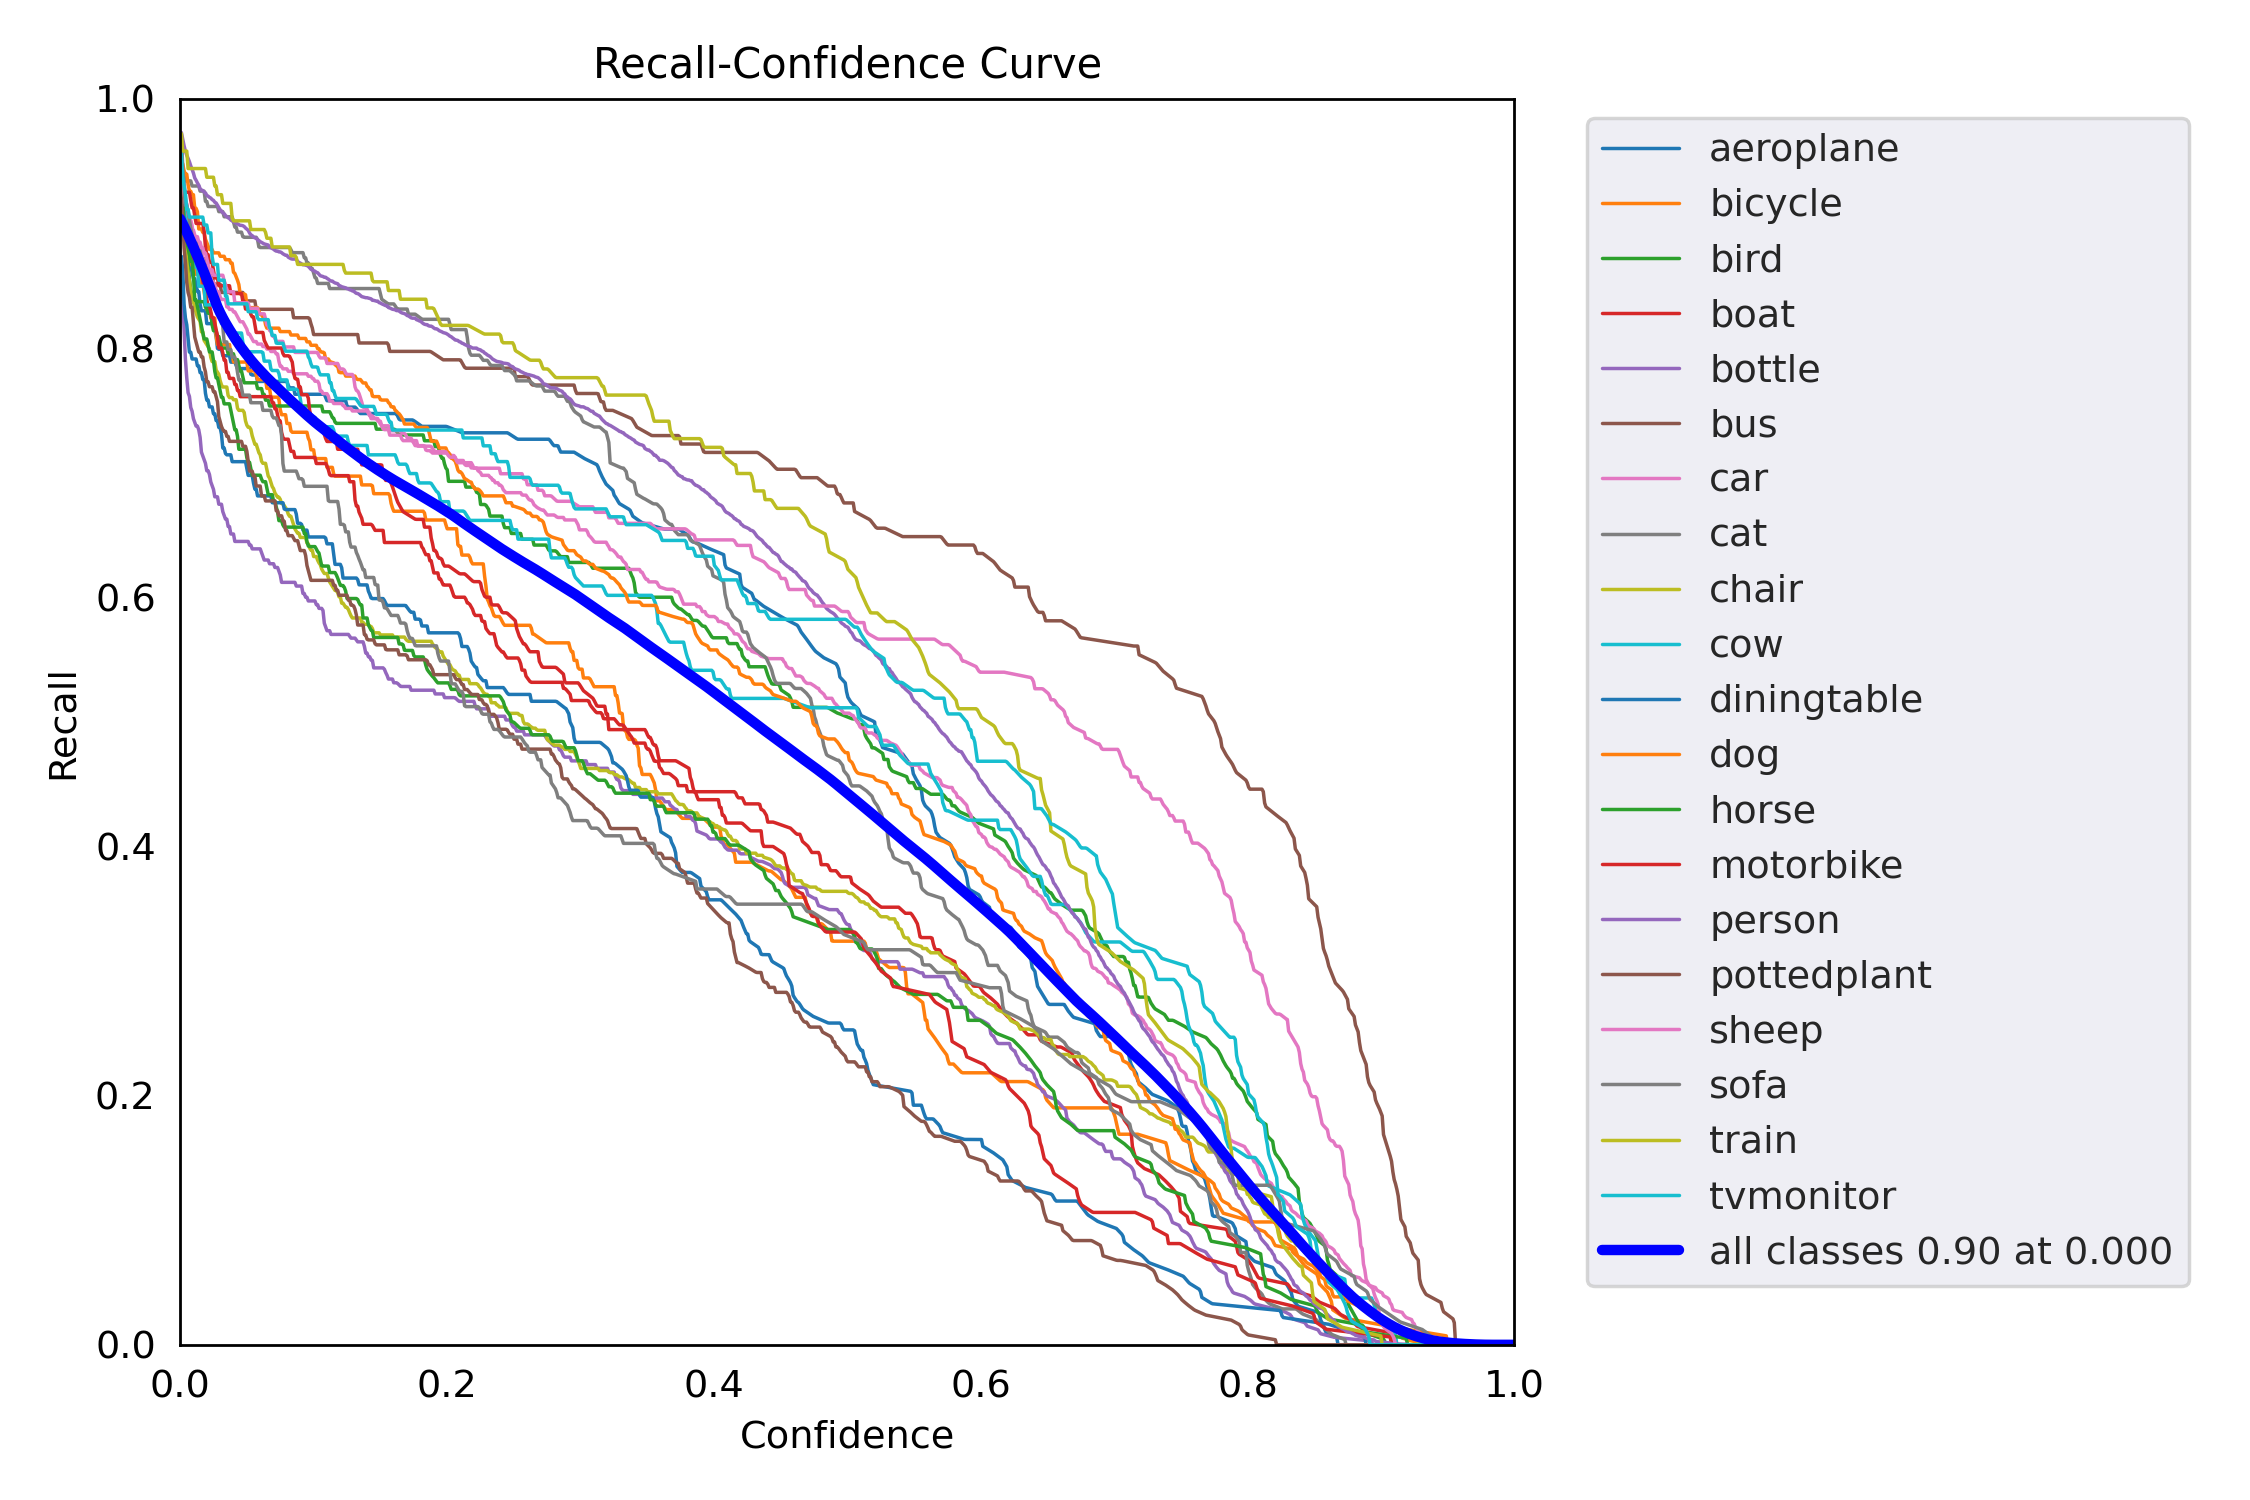 Recall-Confidence Curve
1.0
0.8
0.6
0.4
0.2
0.0
Recall
0.0 0.2 0.4 0.6 0.8 1.0
Confidence
aeroplane
bicycle
bird
boat
bottle
bus
car
cat
chair
cow
diningtable
dog
horse
motorbike
person
pottedplant
sheep
sofa
train
tvmonitor
all classes 0.90 at 0.000